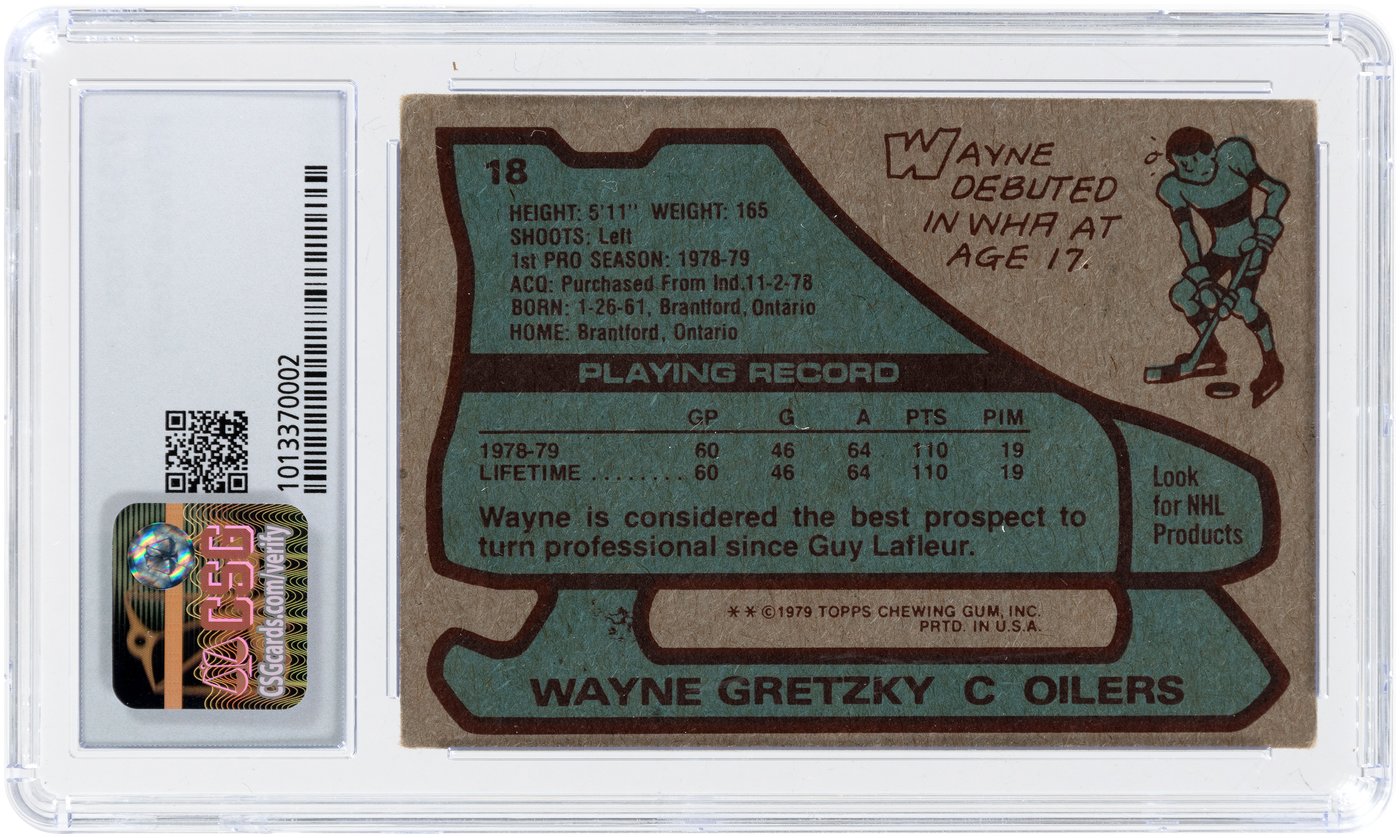 18
HEIGHT: 5'11" WEIGHT: 165
SHOOTS: Left
1st PRO SEASON: 1978-79
ACQ: Purchased From Ind.11-2-78
BORN: 1-26-61, Brantford, Ontario
HOME: Brantford, Ontario
WAYNE
DEBUTED
IN WHA AT
AGE 17.
PLAYING RECORD
GP G A PTS PIM
1978-79 60 46 64 110 19
LIFETIME ........ 60 46 64 110 19
Wayne is considered the best prospect to
turn professional since Guy Lafleur.
Look
for NHL
Products
** ©1979 TOPPS CHEWING GUM, INC.
PRTD. IN U.S.A.
WAYNE GRETZKY C OILERS
1013370002
CSG
CSGcards.com/verify